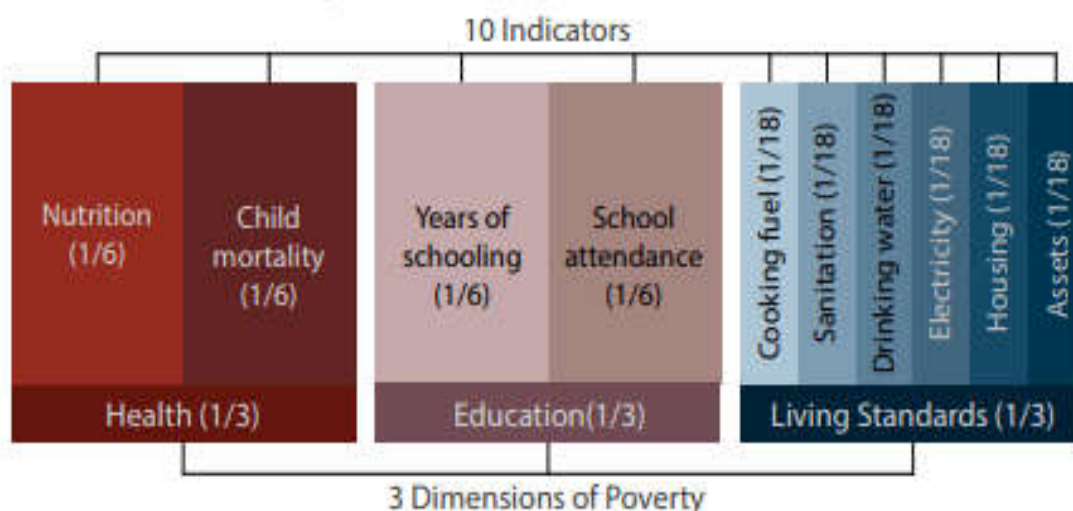 10 Indicators
Nutrition
(1/6)
Child
mortality
(1/6)
Years of
schooling
(1/6)
School
attendance
(1/6)
Cooking fuel (1/18)
Sanitation (1/18)
Drinking water (1/18)
Electricity (1/18)
Housing (1/18)
Assets (1/18)
Health (1/3)
Education(1/3)
Living Standards (1/3)
3 Dimensions of Poverty